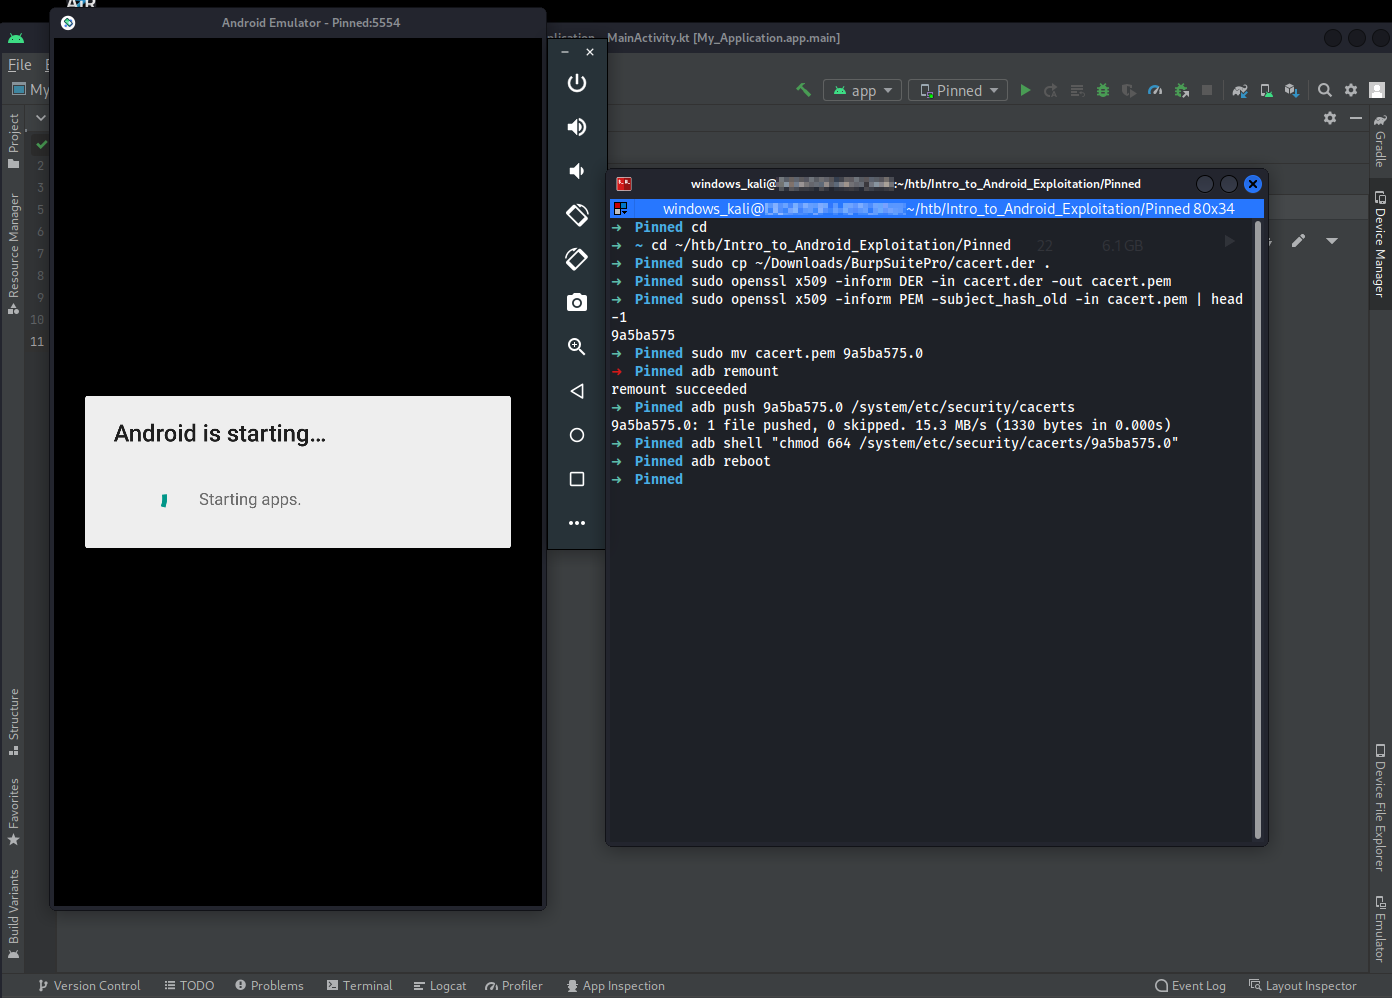 Android Emulator - Pinned:5554
MainActivity.kt [My_Application.app.main]
File
My
app
Pinned
Project
Resource Manager
Structure
Favorites
Build Variants
2
3
5
6
7
8
9
10
11
Android is starting…
Starting apps.
windows_kali@
:~/htb/Intro_to_Android_Exploitation/Pinned
windows_kali@
:~/htb/Intro_to_Android_Exploitation/Pinned 80x34
→ Pinned cd
→ ~ cd ~/htb/Intro_to_Android_Exploitation/Pinned
22
6.1 GB
→ Pinned sudo cp ~/Downloads/BurpSuitePro/cacert.der .
→ Pinned sudo openssl x509 -inform DER -in cacert.der -out cacert.pem
→ Pinned sudo openssl x509 -inform PEM -subject_hash_old -in cacert.pem | head
-1
9a5ba575
→ Pinned sudo mv cacert.pem 9a5ba575.0
→ Pinned adb remount
remount succeeded
→ Pinned adb push 9a5ba575.0 /system/etc/security/cacerts
9a5ba575.0: 1 file pushed, 0 skipped. 15.3 MB/s (1330 bytes in 0.000s)
→ Pinned adb shell "chmod 664 /system/etc/security/cacerts/9a5ba575.0"
→ Pinned adb reboot
→ Pinned
Gradle
Device Manager
Device File Explorer
Emulator
Version Control
TODO
Problems
Terminal
Logcat
Profiler
App Inspection
Event Log
Layout Inspector